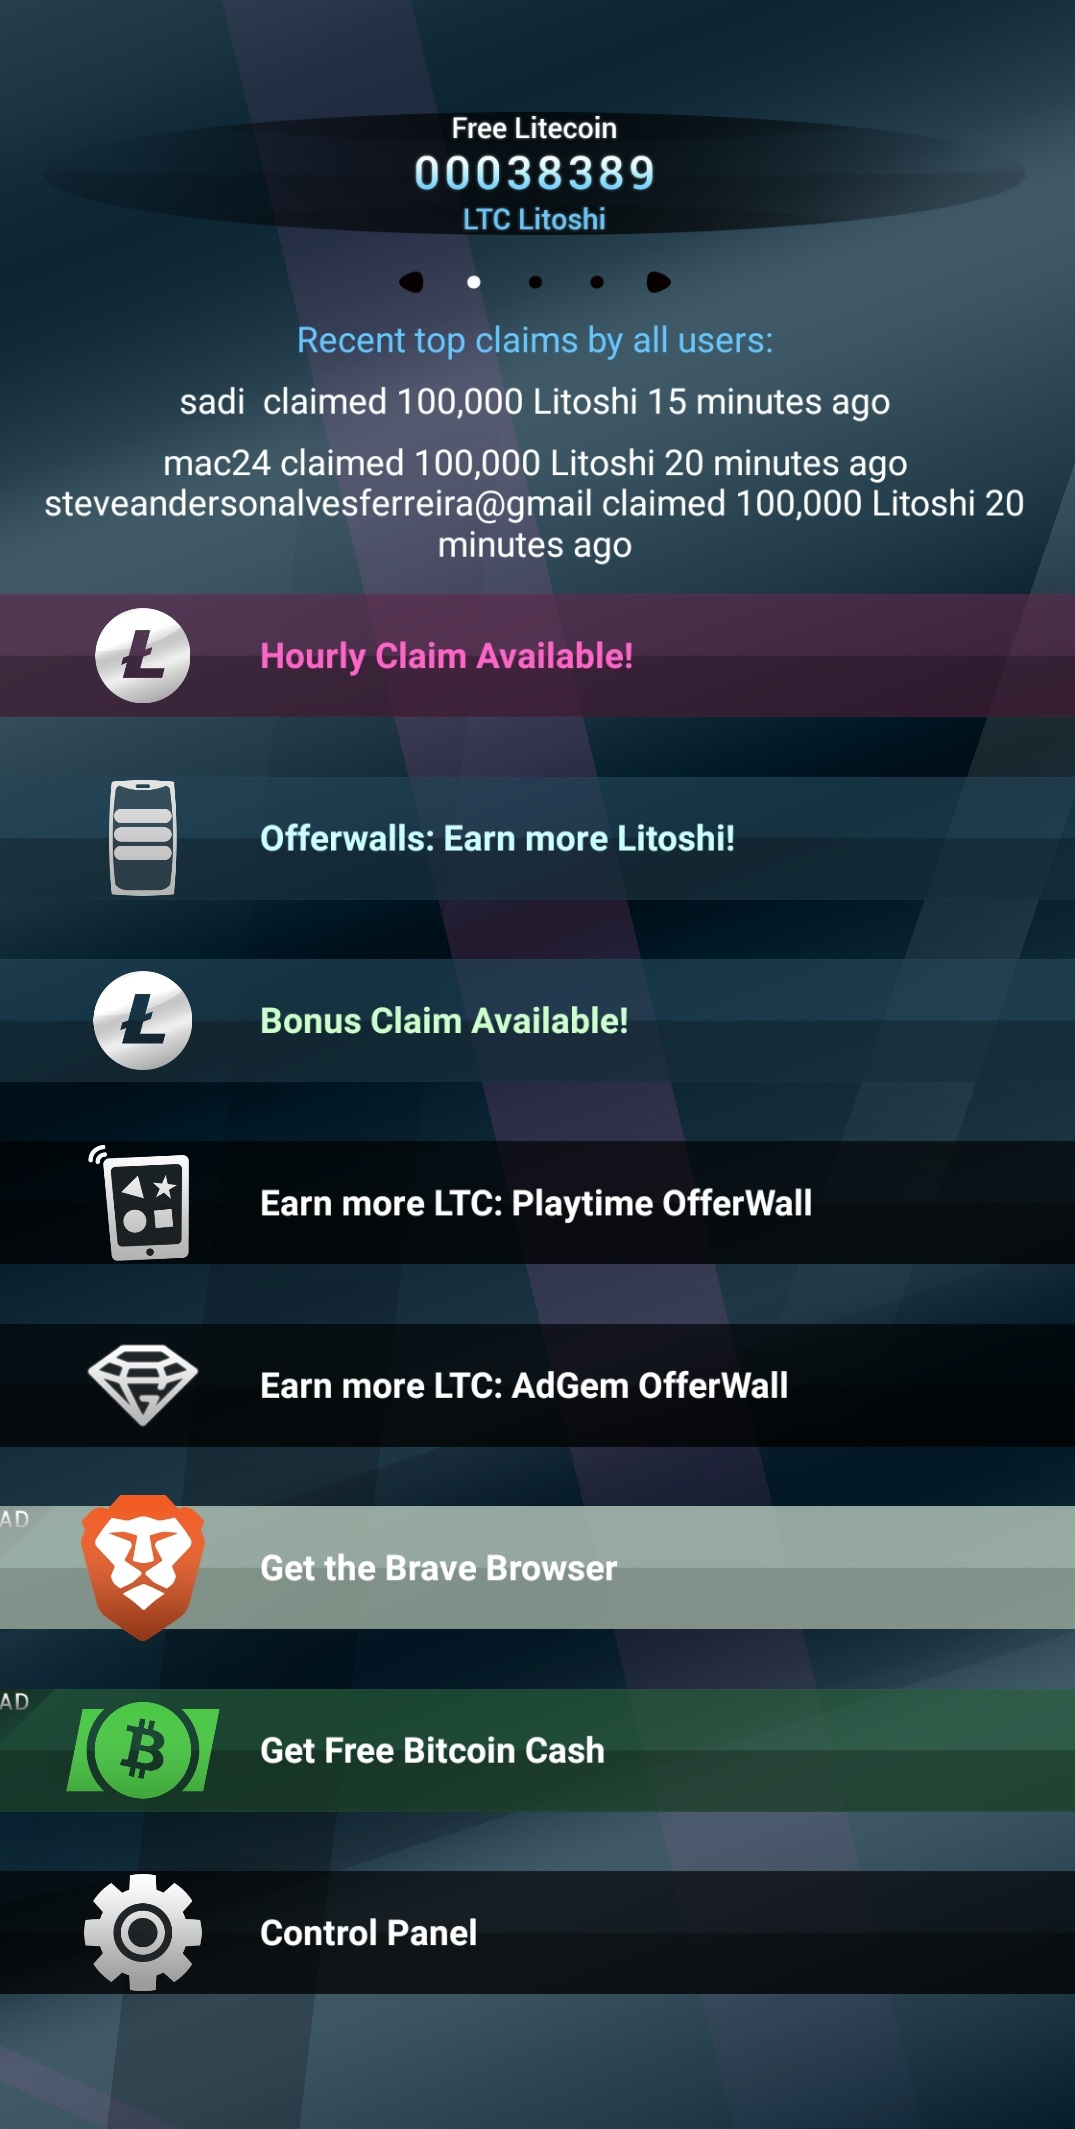 Free Litecoin
00038389
LTC Litoshi
Recent top claims by all users:
sadi  claimed 100,000 Litoshi 15 minutes ago
mac24 claimed 100,000 Litoshi 20 minutes ago
steveandersonalvesferreira@gmail claimed 100,000 Litoshi 20
minutes ago
Hourly Claim Available!
Offerwalls: Earn more Litoshi!
Bonus Claim Available!
Earn more LTC: Playtime OfferWall
Earn more LTC: AdGem OfferWall
AD
Get the Brave Browser
AD
Get Free Bitcoin Cash
Control Panel